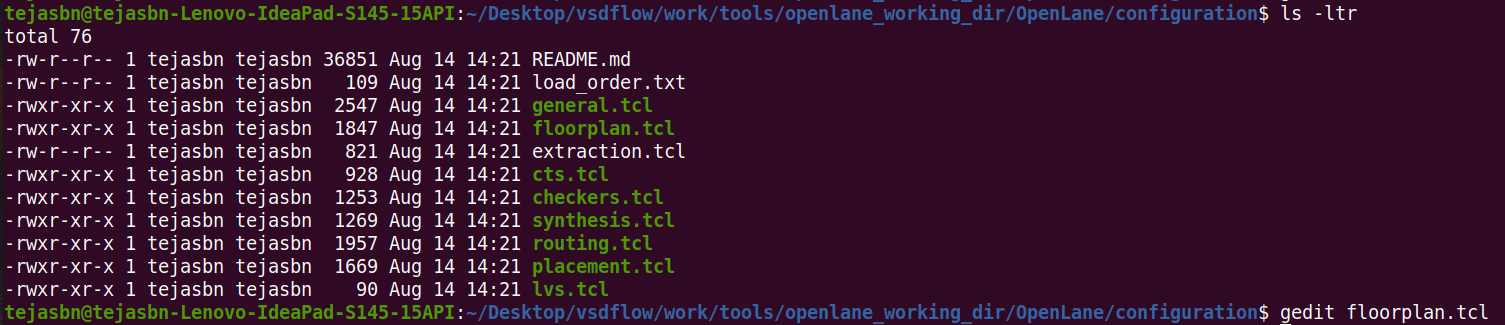 tejasbn@tejasbn-Lenovo-IdeaPad-S145-15API:~/Desktop/vsdflow/work/tools/openlane_working_dir/OpenLane/configuration$ ls -ltr
total 76
-rw-r--r-- 1 tejasbn tejasbn 36851 Aug 14 14:21 README.md
-rw-r--r-- 1 tejasbn tejasbn   109 Aug 14 14:21 load_order.txt
-rwxr-xr-x 1 tejasbn tejasbn  2547 Aug 14 14:21 general.tcl
-rwxr-xr-x 1 tejasbn tejasbn  1847 Aug 14 14:21 floorplan.tcl
-rw-r--r-- 1 tejasbn tejasbn   821 Aug 14 14:21 extraction.tcl
-rwxr-xr-x 1 tejasbn tejasbn   928 Aug 14 14:21 cts.tcl
-rwxr-xr-x 1 tejasbn tejasbn  1253 Aug 14 14:21 checkers.tcl
-rwxr-xr-x 1 tejasbn tejasbn  1269 Aug 14 14:21 synthesis.tcl
-rwxr-xr-x 1 tejasbn tejasbn  1957 Aug 14 14:21 routing.tcl
-rwxr-xr-x 1 tejasbn tejasbn  1669 Aug 14 14:21 placement.tcl
-rwxr-xr-x 1 tejasbn tejasbn    90 Aug 14 14:21 lvs.tcl
tejasbn@tejasbn-Lenovo-IdeaPad-S145-15API:~/Desktop/vsdflow/work/tools/openlane_working_dir/OpenLane/configuration$ gedit floorplan.tcl